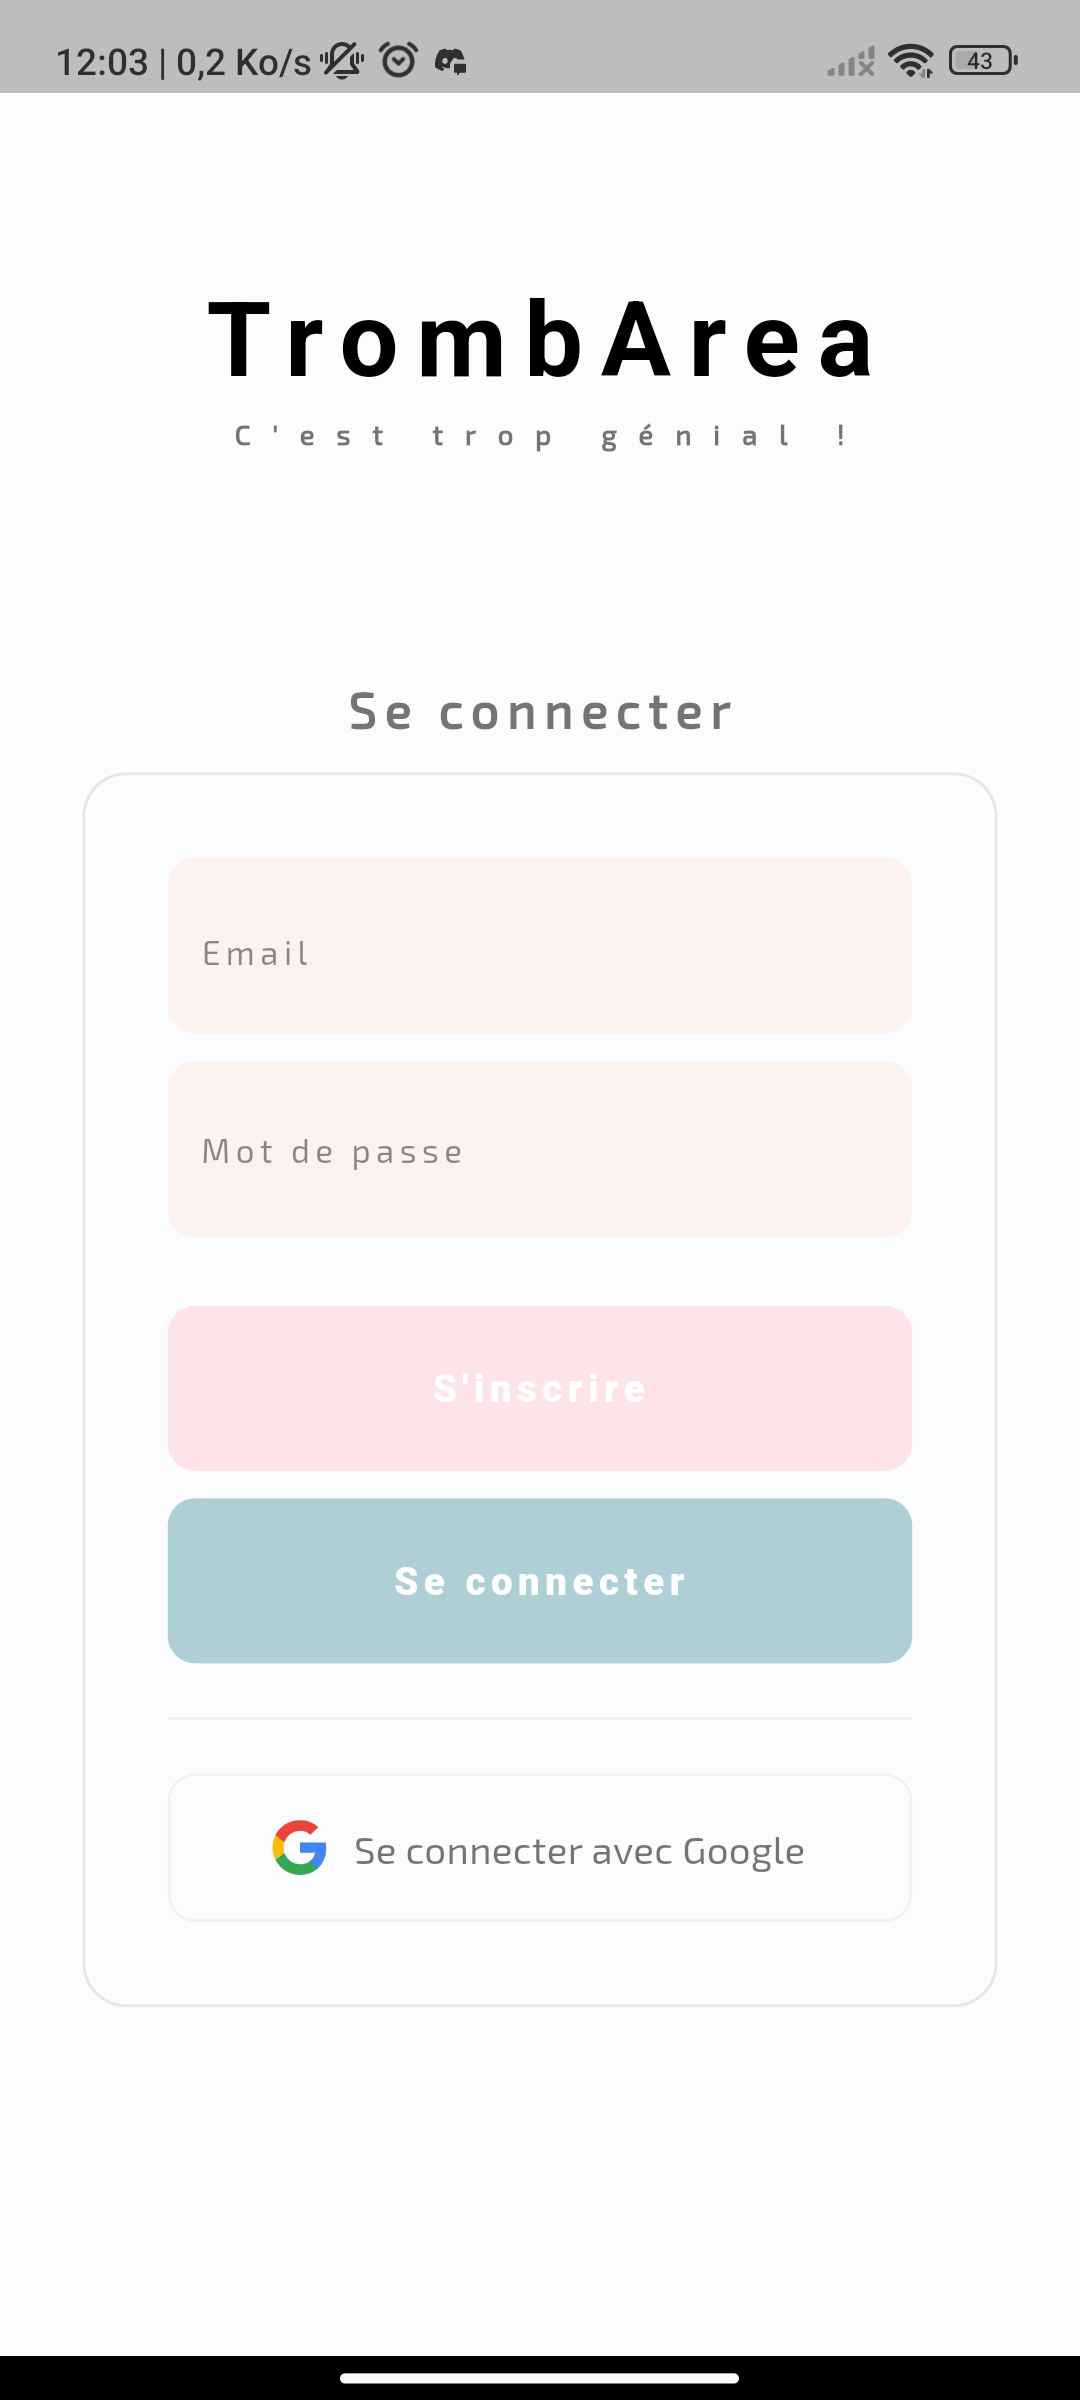 12:03 | 0,2 Ko/s
43
TrombArea
C'est trop génial !
Se connecter
Email
Mot de passe
S'inscrire
Se connecter
Se connecter avec Google